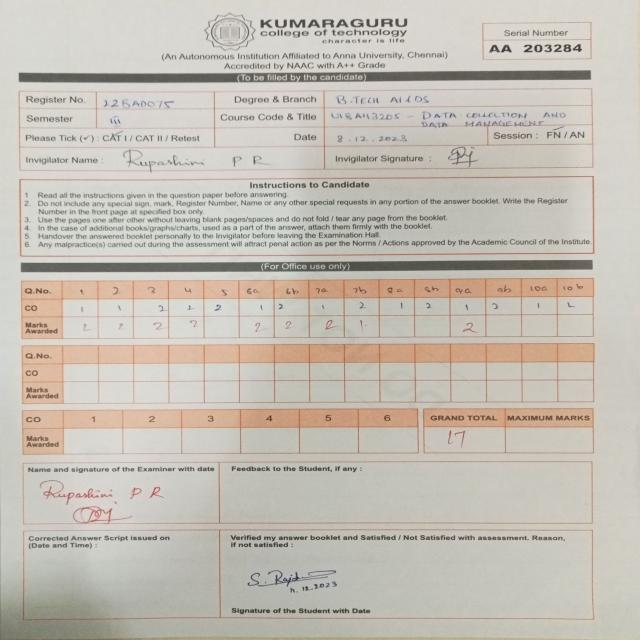 KUMARAGURU
college of technology
character is life
(An Autonomous Institution Affiliated to Anna University, Chennai)
Accredited by NAAC with A++ Grade
Serial Number
AA 203284
(To be filled by the candidate)
Register No. 22BAD075 Degree & Branch B.TECH AI&DS
Semester III Course Code & Title U18AII3205 - DATA COLLECTION AND
DATA MANAGEMENT
Please Tick (✓) : CAT I / CAT II / Retest Date 8.12.2023 Session : FN / AN
Invigilator Name : Rupashini P R Invigilator Signature :
Instructions to Candidate
1 Read all the instructions given in the question paper before answering.
2. Do not include any special sign, mark, Register Number, Name or any other special requests in any portion of the answer booklet. Write the Register
Number in the front page at specified box only.
3. Use the pages one after other without leaving blank pages/spaces and do not fold / tear any page from the booklet.
4. In the case of additional books/graphs/charts, used as a part of the answer, attach them firmly with the booklet.
5. Handover the answered booklet personally to the Invigilator before leaving the Examination Hall.
6. Any malpractice(s) carried out during the assessment will attract penal action as per the Norms / Actions approved by the Academic Council of the Institute.
(For Office use only)
Q.No. 1 2 3 4 5 6a 6b 7a 7b 8a 8b 9a 9b 10a 10b
CO 1 1 2 2 2 1 2 1 2 1 2 1 2 1 2
Marks
Awarded 2 2 2 2 2 2 2 1 2
Q.No.
CO
Marks
Awarded
CO 1 2 3 4 5 6 GRAND TOTAL MAXIMUM MARKS
Marks
Awarded 17
Name and signature of the Examiner with date
Rupashini P R
Feedback to the Student, if any :
Corrected Answer Script issued on
(Date and Time) :
Verified my answer booklet and Satisfied / Not Satisfied with assessment. Reason,
if not satisfied :
11.12.2023
Signature of the Student with Date